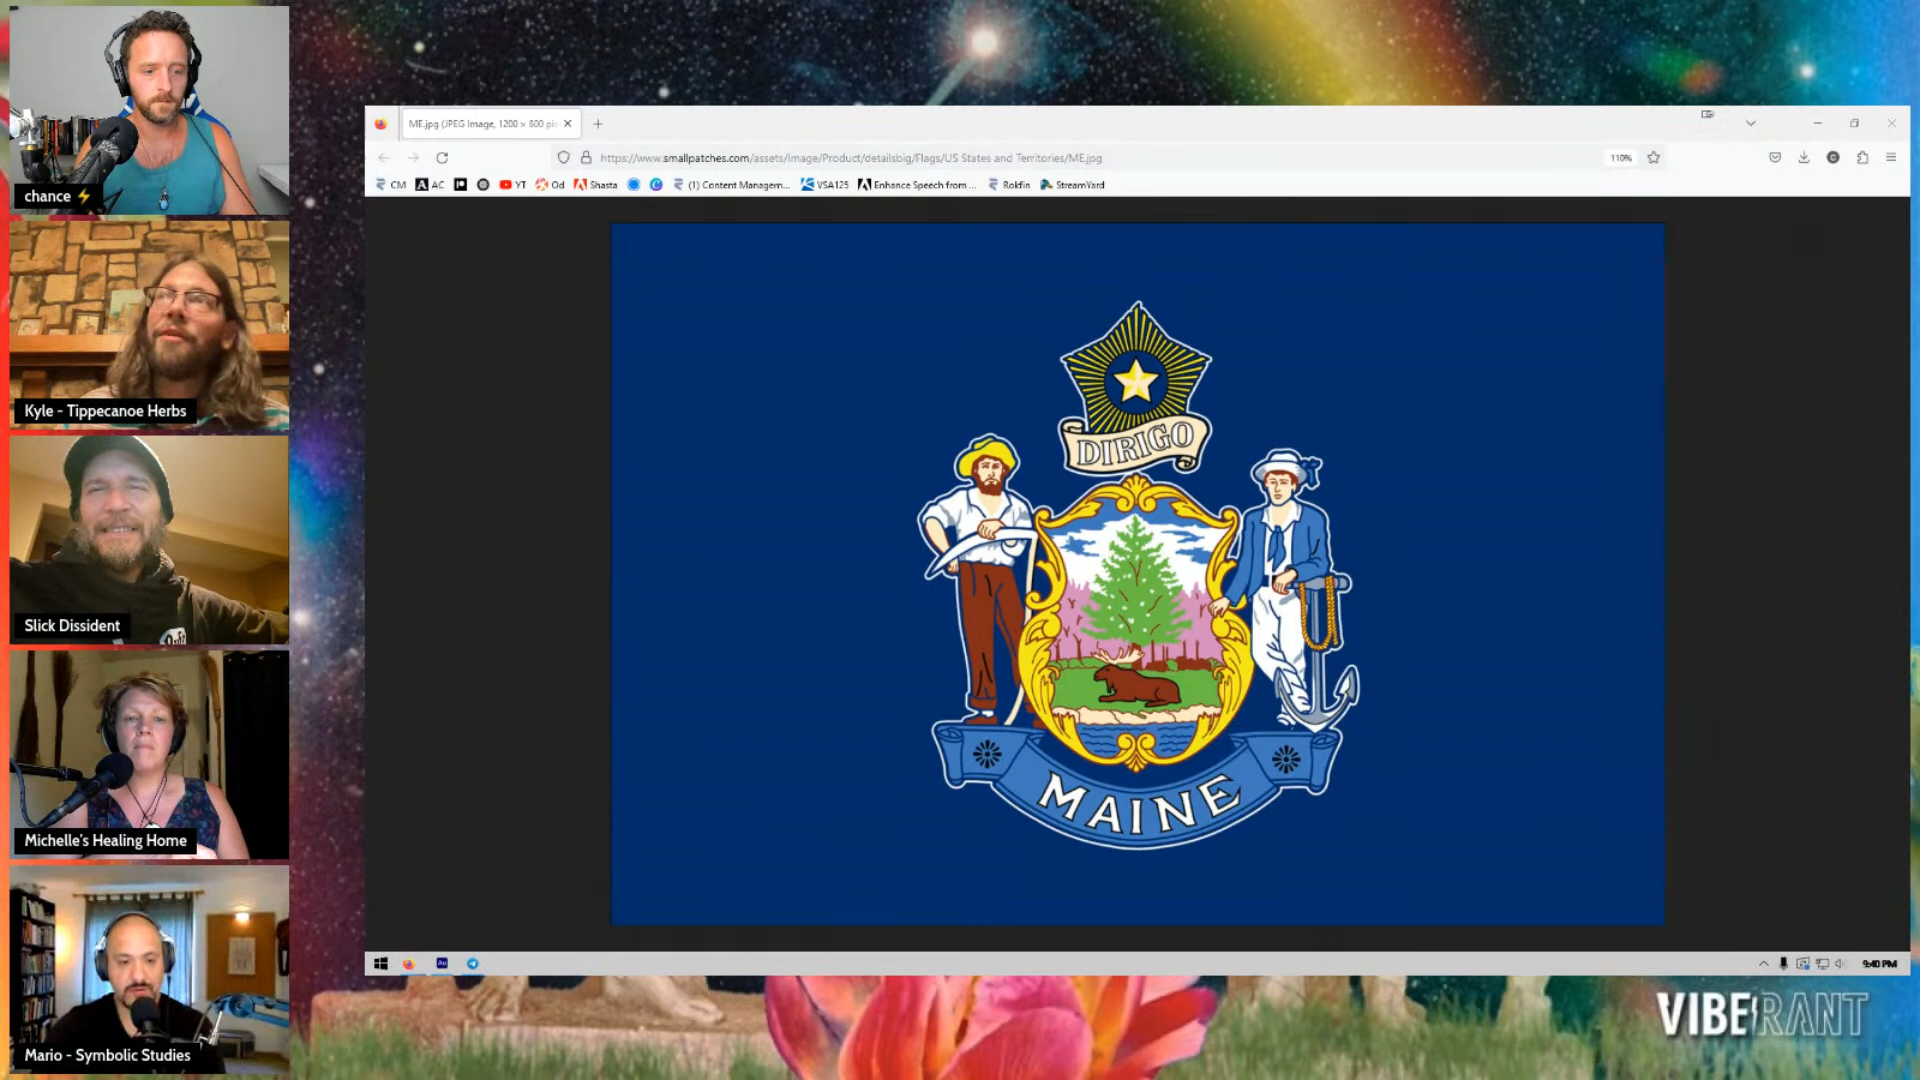 chance
Kyle - Tippecanoe Herbs
Slick Dissident
Michelle's Healing Home
Mario - Symbolic Studies
ME.jpg (JPEG Image, 1200 × 800 pi
https://www.smallpatches.com/assets/Image/Product/detailsbig/Flags/US States and Territories/ME.jpg
110%
CM
AC
YT
Od
Shasta
(1) Content Managem...
VSA125
Enhance Speech from ...
Rokfin
StreamYard
DIRIGO
MAINE
Au
9:40 PM
VIBERANT